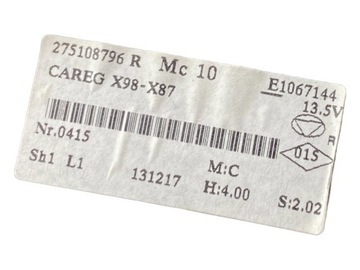 275108796 R Mc 10 E1067144
CAREG X98-X87 13.5V
R
Nr.0415 015
Sh1 L1 131217 M:C
H:4.00 S:2.02